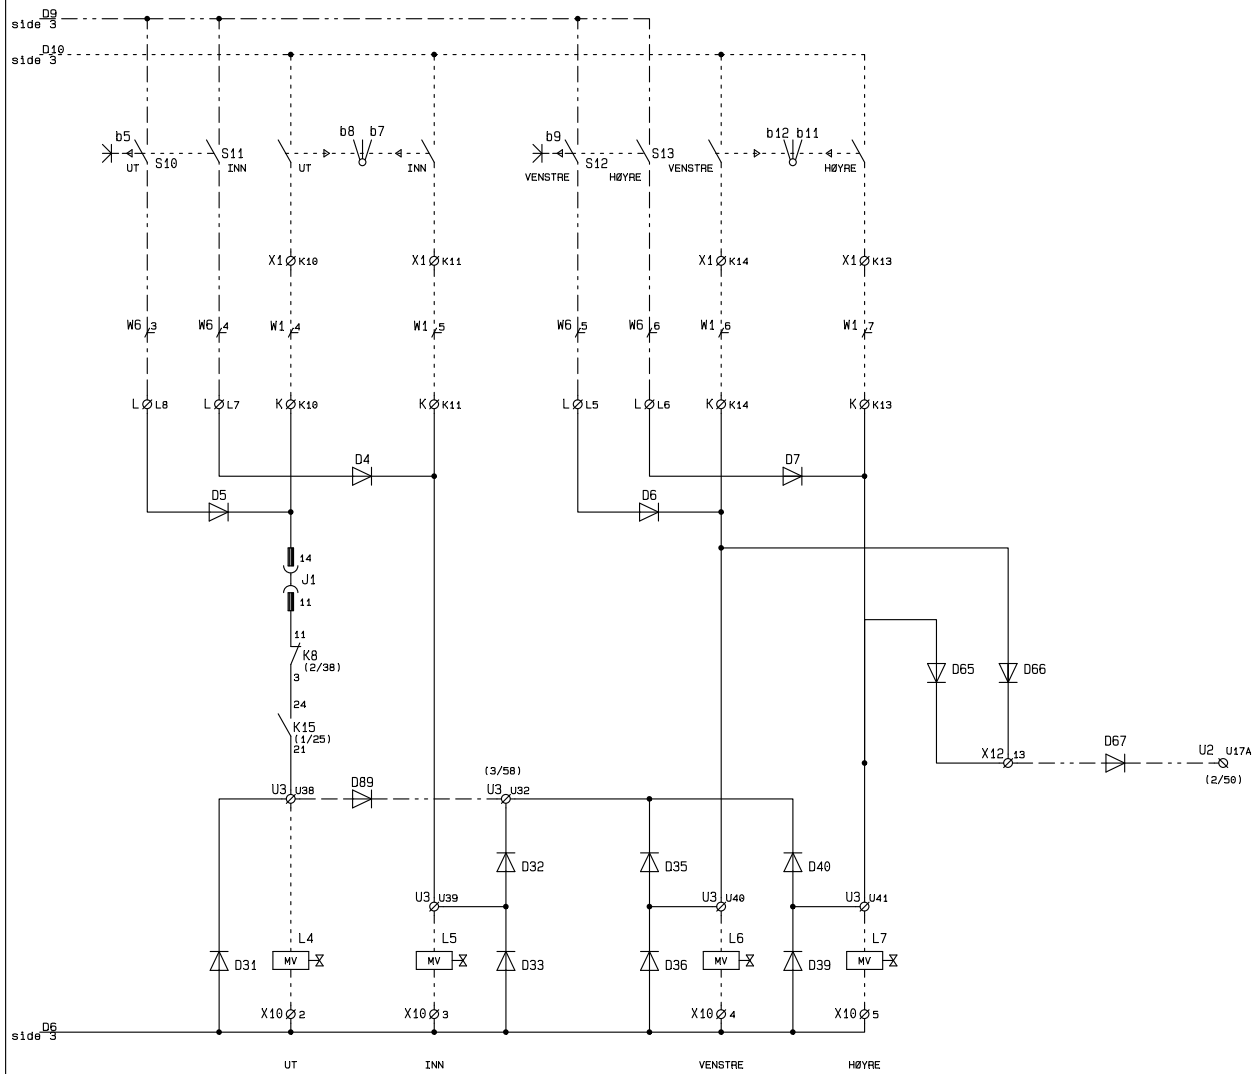 D9
side 3
D10
side 3
b5 S10 S11 b8 b7 b9 S12 S13 b12 b11
UT INN UT INN VENSTRE HØYRE VENSTRE HØYRE
X1 K10 X1 K11 X1 K14 X1 K13
W6 3 W6 4 W1 4 W1 5 W6 5 W6 6 W1 6 W1 7
L L8 L L7 K K10 K K11 L L5 L L6 K K14 K K13
D4 D7
D5 D6
14
J1
11
11
K8
(2/38)
3
D65 D66
24
K15
(1/25)
21
X12 13 D67 U2 U17A
(2/50)
(3/58)
U3 U38 D89 U3 U32
D32 D35 D40
U3 U39 U3 U40 U3 U41
L4 L5 L6 L7
D31 MV MV D33 D36 MV D39 MV
X10 2 X10 3 X10 4 X10 5
D6
side 3
UT INN VENSTRE HØYRE